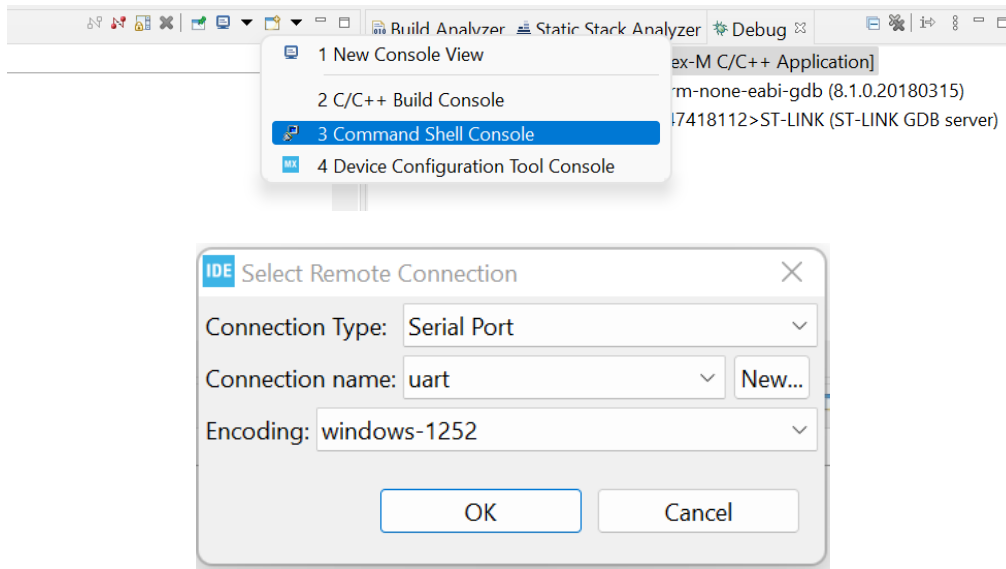 Build Analyzer Static Stack Analyzer Debug
1 New Console View
ex-M C/C++ Application]
2 C/C++ Build Console
rm-none-eabi-gdb (8.1.0.20180315)
3 Command Shell Console
47418112>ST-LINK (ST-LINK GDB server)
MX 4 Device Configuration Tool Console
IDE Select Remote Connection
Connection Type: Serial Port
Connection name: uart New...
Encoding: windows-1252
OK Cancel